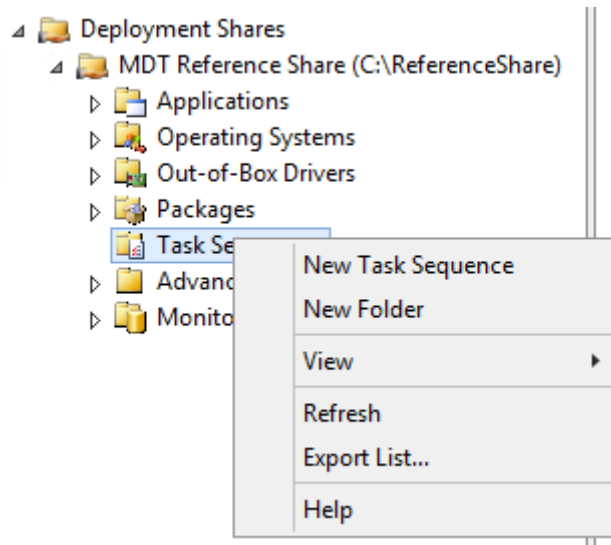 Deployment Shares
MDT Reference Share (C:\ReferenceShare)
Applications
Operating Systems
Out-of-Box Drivers
Packages
Task Se
Advanc
Monito
New Task Sequence
New Folder
View
Refresh
Export List...
Help